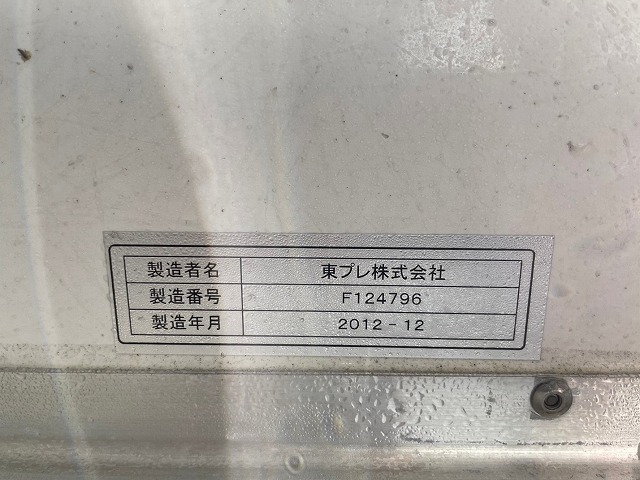 製造者名 東プレ株式会社
製造番号 F124796
製造年月 2012-12